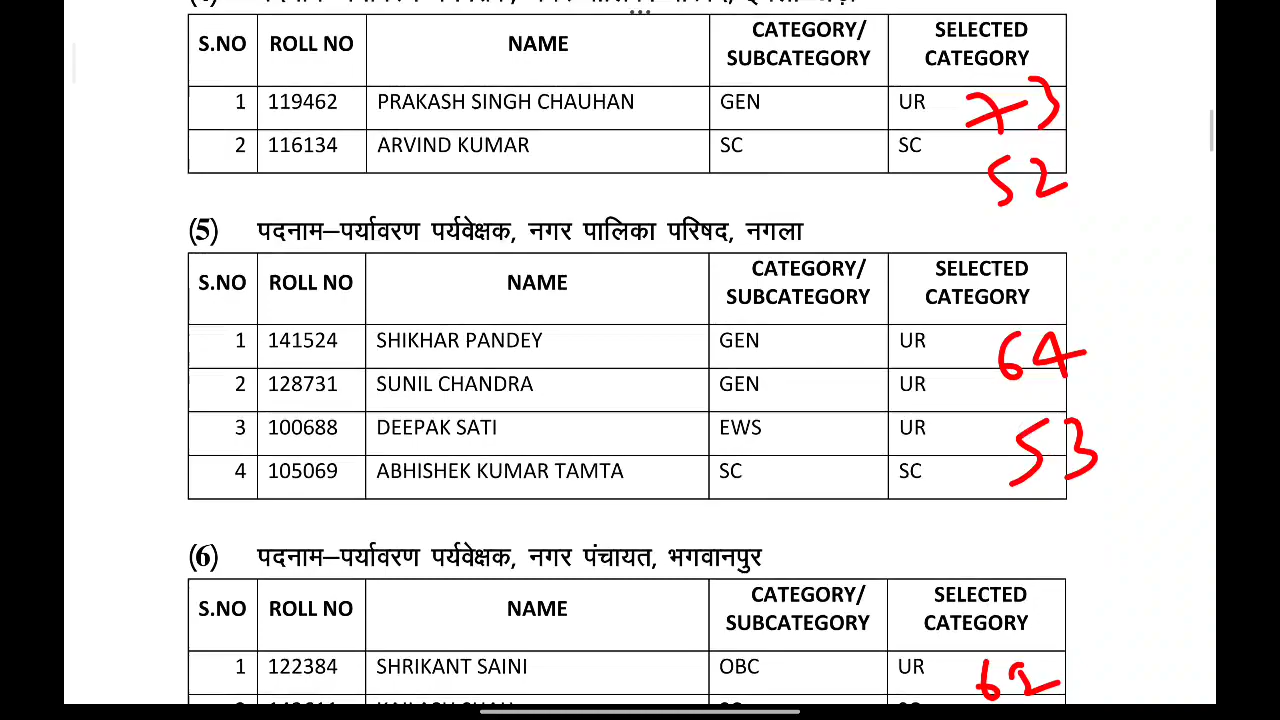 S.NO ROLL NO NAME CATEGORY/ SUBCATEGORY SELECTED CATEGORY
1 119462 PRAKASH SINGH CHAUHAN GEN UR 73
2 116134 ARVIND KUMAR SC SC 52
(5) पदनाम–पर्यावरण पर्यवेक्षक, नगर पालिका परिषद, नगला
S.NO ROLL NO NAME CATEGORY/ SUBCATEGORY SELECTED CATEGORY
1 141524 SHIKHAR PANDEY GEN UR 64
2 128731 SUNIL CHANDRA GEN UR
3 100688 DEEPAK SATI EWS UR
4 105069 ABHISHEK KUMAR TAMTA SC SC 53
(6) पदनाम–पर्यावरण पर्यवेक्षक, नगर पंचायत, भगवानपुर
S.NO ROLL NO NAME CATEGORY/ SUBCATEGORY SELECTED CATEGORY
1 122384 SHRIKANT SAINI OBC UR 62